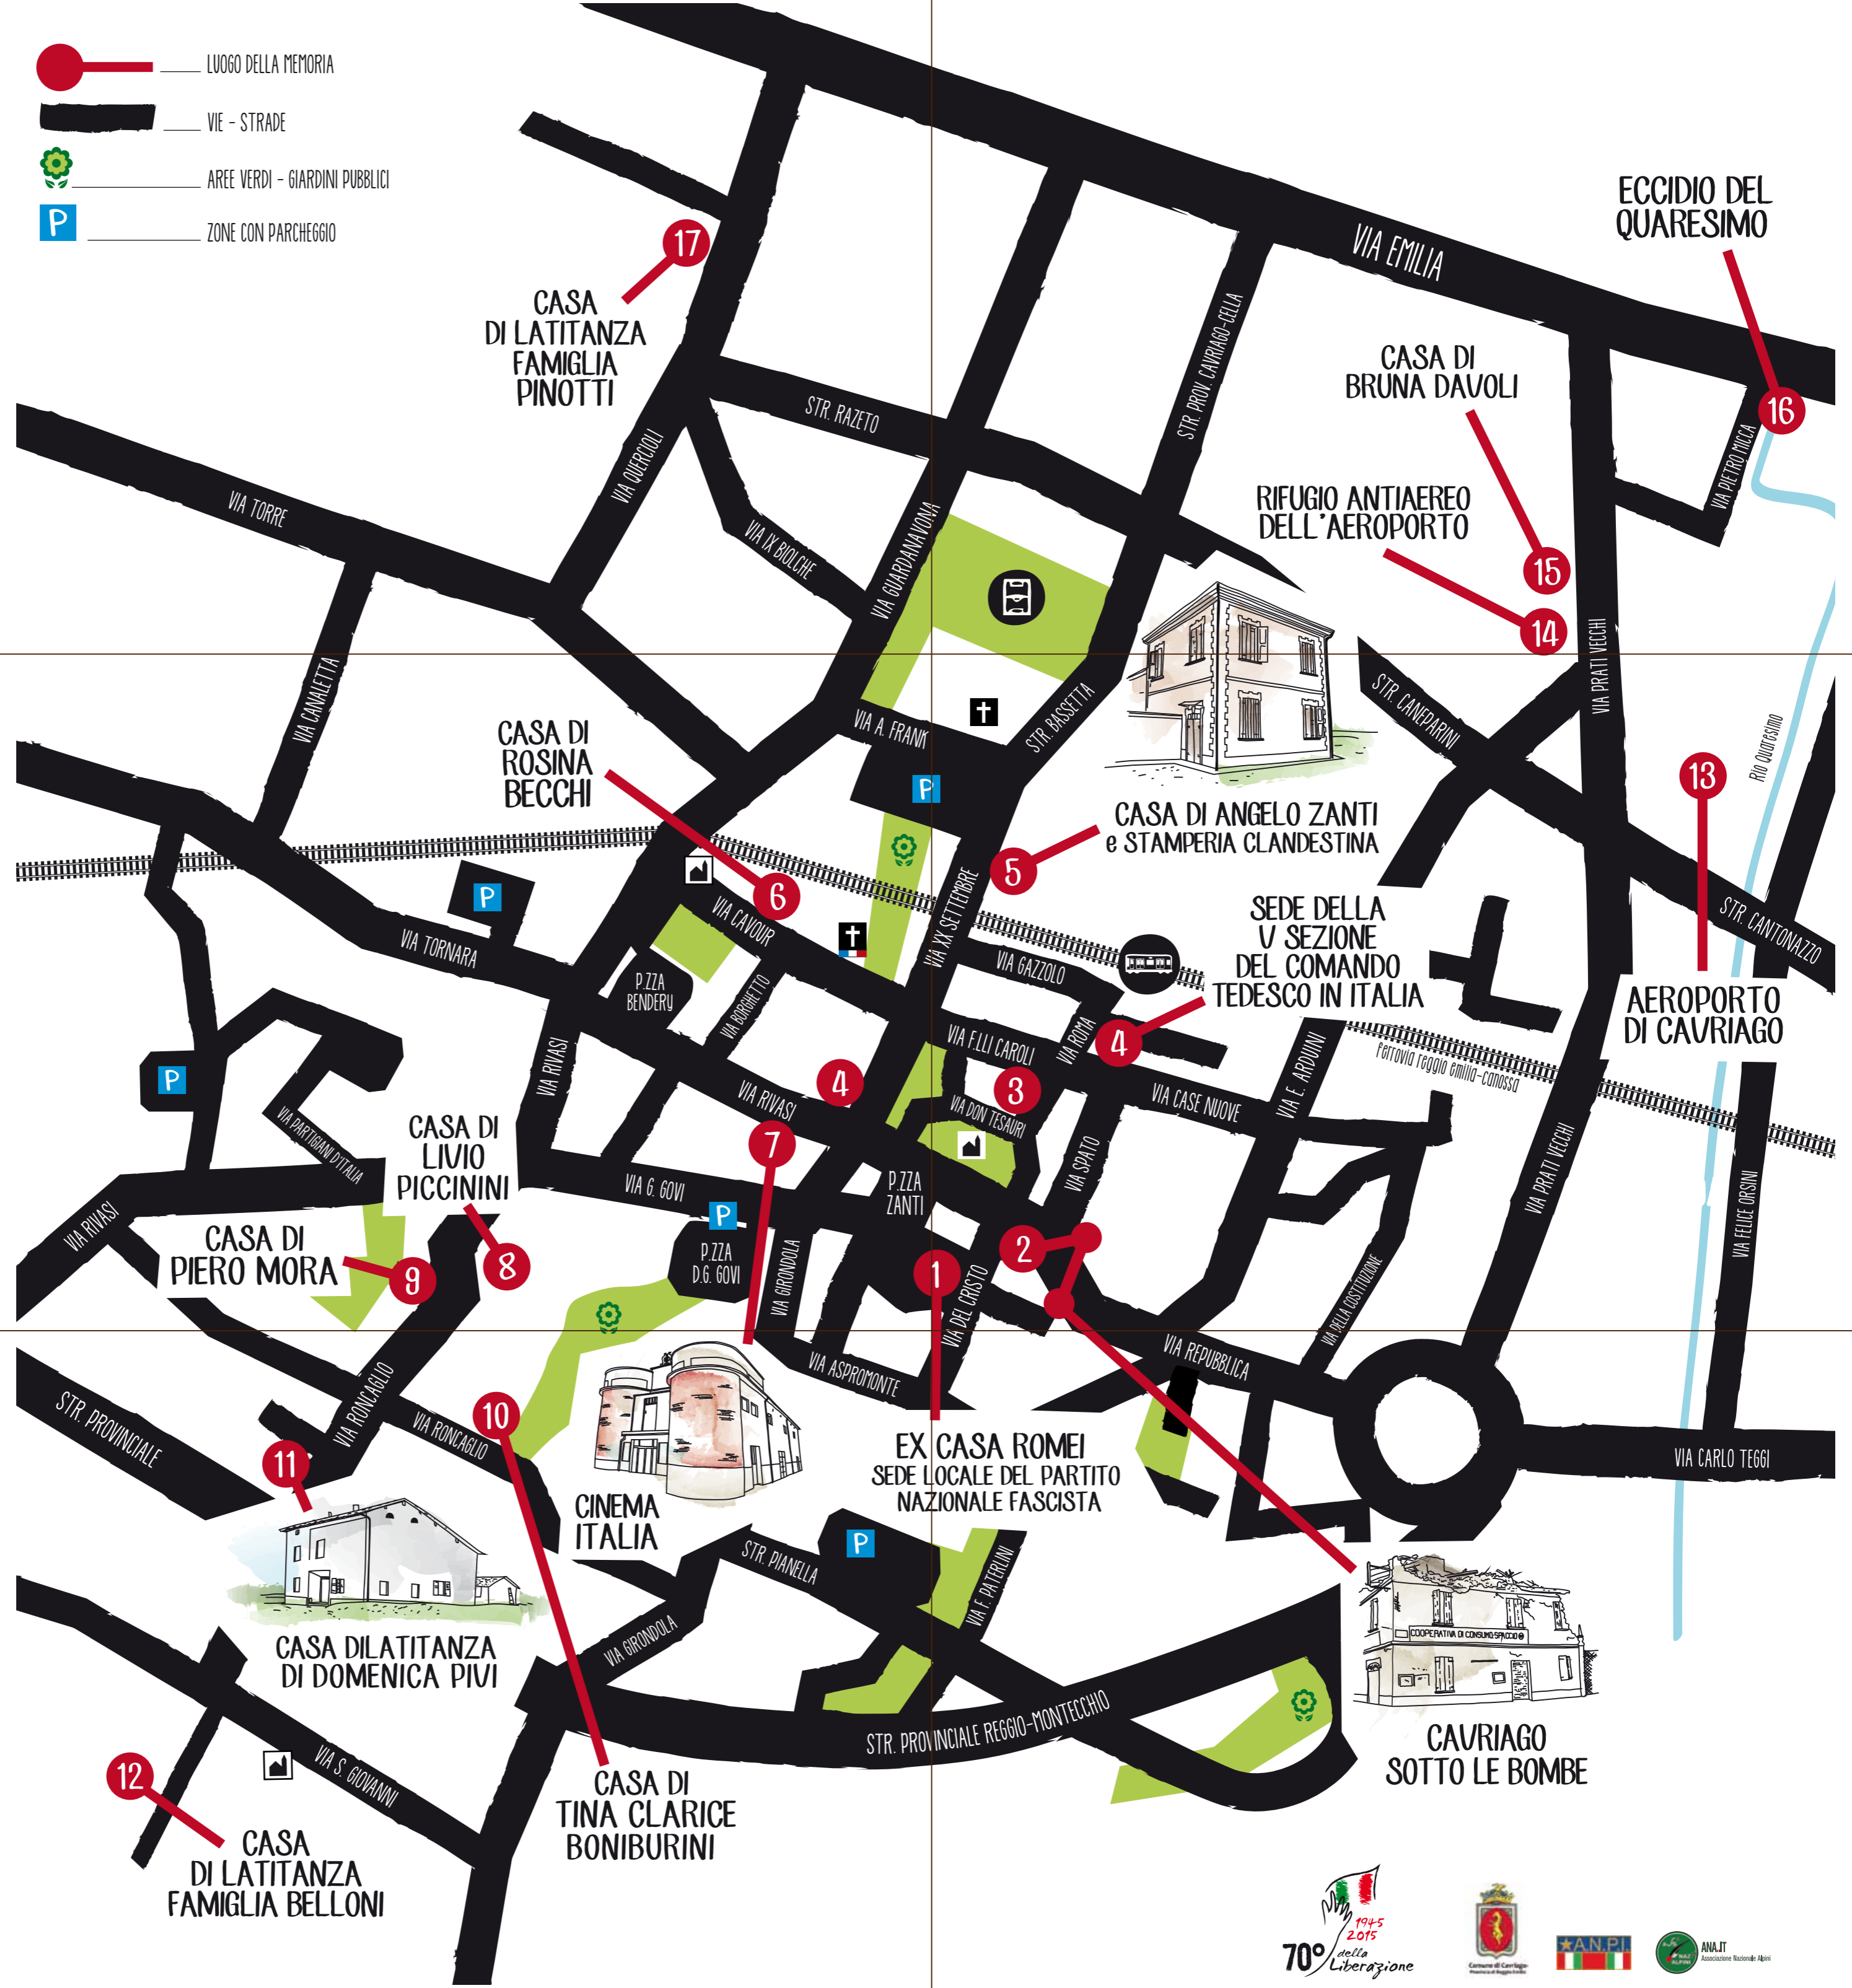 LUOGO DELLA MEMORIA
VIE - STRADE
AREE VERDI - GIARDINI PUBBLICI
P
ZONE CON PARCHEGGIO
ECCIDIO DEL
QUARESIMO
VIA EMILIA
17
CASA
DI LATITANZA
FAMIGLIA
PINOTTI
STR. PROV. CAVRIAGO-CELLA
CASA DI
BRUNA DAVOLI
16
STR. RAZETO
VIA QUERCIOLI
VIA PIETRO MICCA
VIA TORRE
RIFUGIO ANTIAEREO
DELL'AEROPORTO
VIA IX BIOLCHE
VIA GUARDANAVONA
15
14
VIA PRATI VECCHI
VIA CANALETTA
STR. CANEPARINI
VIA A. FRANK
STR. BASSETTA
CASA DI
ROSINA
BECCHI
Rio Quaresimo
13
P
CASA DI ANGELO ZANTI
e STAMPERIA CLANDESTINA
5
P
6
VIA CAVOUR
VIA XX SETTEMBRE
VIA TORNARA
SEDE DELLA
V SEZIONE
DEL COMANDO
TEDESCO IN ITALIA
STR. CANTONAZZO
VIA GAZZOLO
P.ZZA
BENDERY
VIA BORGHETTO
AEROPORTO
DI CAVRIAGO
4
VIA F.LLI CAROLI
VIA ROMA
ferrovia reggio emilia-canossa
VIA RIVASI
P
4
VIA RIVASI
3
VIA CASE NUOVE
VIA E. ARDUINI
VIA DON TESAURI
VIA PARTIGIANI D'ITALIA
CASA DI
LIVIO
PICCININI
7
VIA SPATO
VIA PRATI VECCHI
VIA G. GOVI
P.ZZA
ZANTI
VIA FELICE ORSINI
VIA RIVASI
P
CASA DI
PIERO MORA
9
8
P.ZZA
D.G. GOVI
VIA GIRONDOLA
1
2
VIA DEL CRISTO
VIA DELLA COSTITUZIONE
VIA REPUBBLICA
VIA ASPROMONTE
STR. PROVINCIALE
VIA RONCAGLIO
VIA RONCAGLIO
10
11
EX CASA ROMEI
SEDE LOCALE DEL PARTITO
NAZIONALE FASCISTA
VIA CARLO TEGGI
CINEMA
ITALIA
STR. PIANELLA
P
VIA F. PATERLINI
COOPERATIVA DI CONSUMO SPACCIO
VIA GIRONDOLA
CASA DILATITANZA
DI DOMENICA PIVI
STR. PROVINCIALE REGGIO-MONTECCHIO
CAVRIAGO
SOTTO LE BOMBE
12
VIA S. GIOVANNI
CASA DI
TINA CLARICE
BONIBURINI
CASA
DI LATITANZA
FAMIGLIA BELLONI
1945
2015
70° della
Liberazione
Comune di Cavriago
Provincia di Reggio Emilia
A.N.P.I.
ANA.IT
Associazione Nazionale Alpini